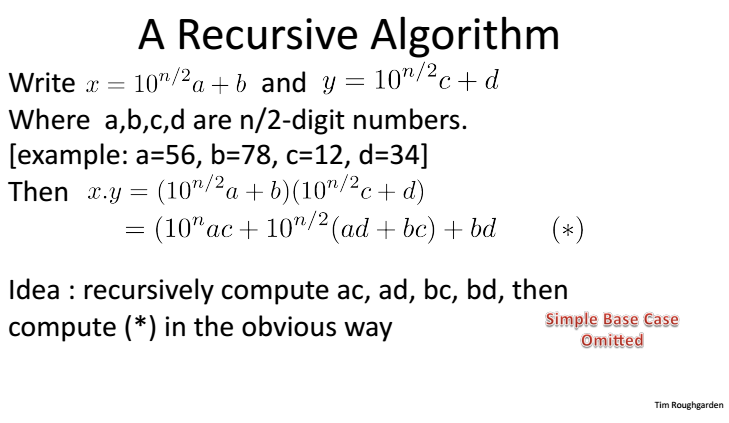 A Recursive Algorithm
Write x = 10^{n/2}a + b and y = 10^{n/2}c + d
Where a,b,c,d are n/2-digit numbers.
[example: a=56, b=78, c=12, d=34]
Then x.y = (10^{n/2}a + b)(10^{n/2}c + d)
= (10^n ac + 10^{n/2}(ad + bc) + bd (*)
Idea : recursively compute ac, ad, bc, bd, then
compute (*) in the obvious way
Simple Base Case
Omitted
Tim Roughgarden